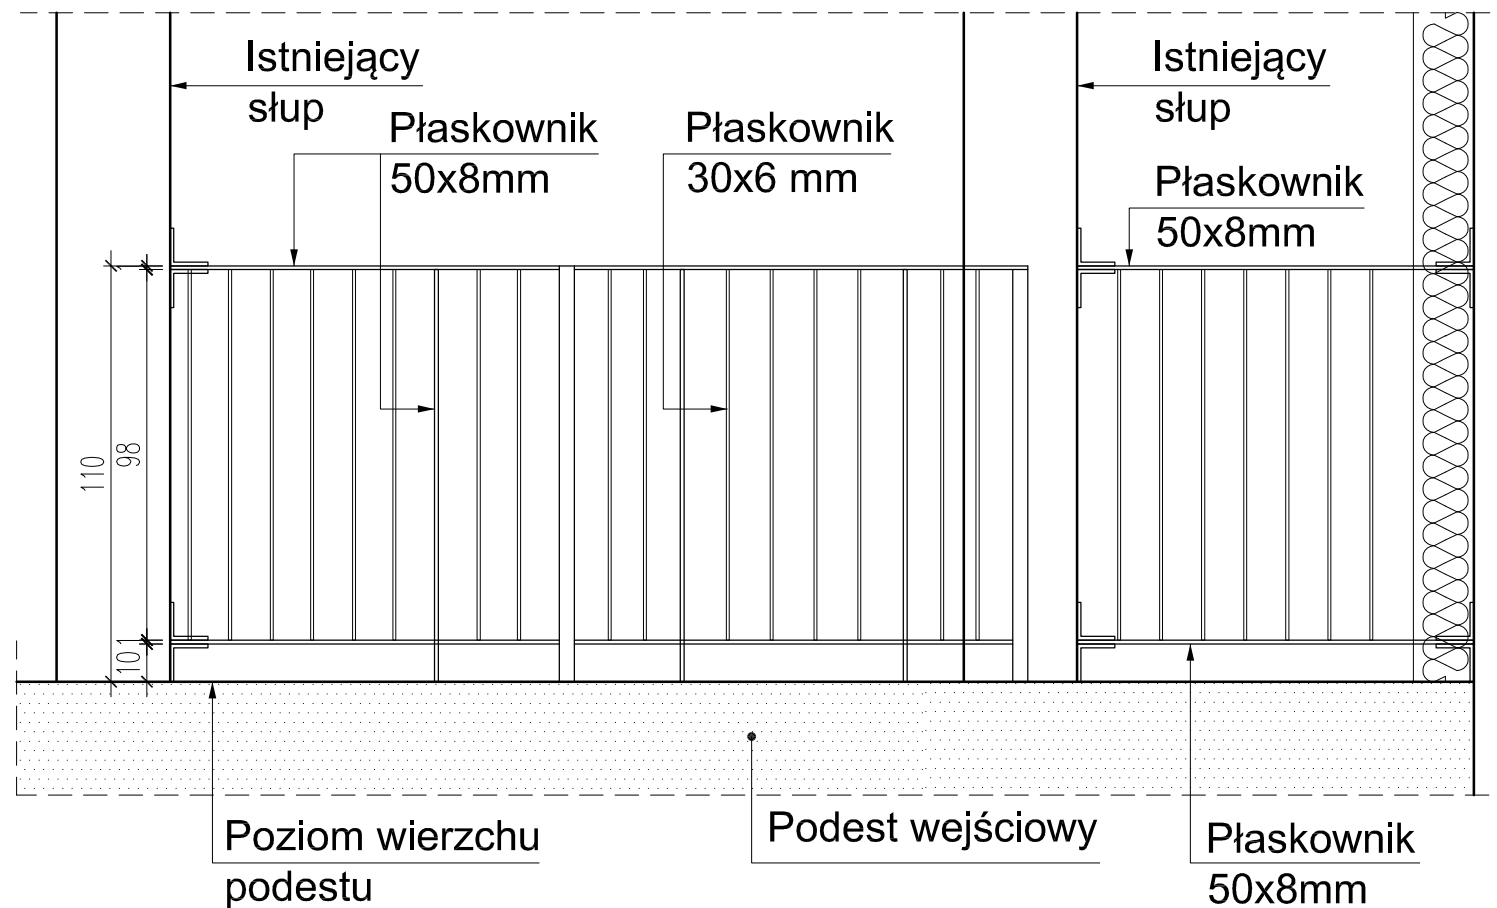 Istniejący
słup
Płaskownik
50x8mm
Płaskownik
30x6 mm
Istniejący
słup
Płaskownik
50x8mm
110
98
1
10
1
Poziom wierzchu
podestu
Podest wejściowy
Płaskownik
50x8mm